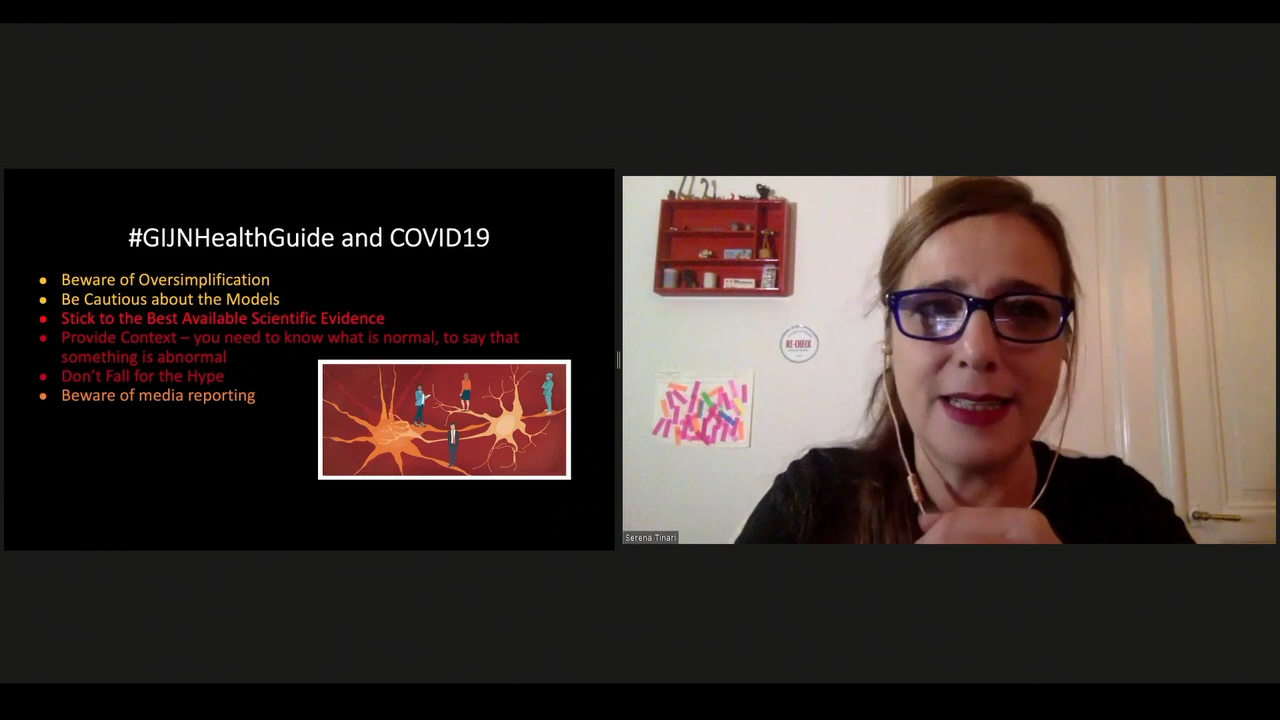 #GIJNHealthGuide and COVID19
Beware of Oversimplification
Be Cautious about the Models
Stick to the Best Available Scientific Evidence
Provide Context – you need to know what is normal, to say that
something is abnormal
Don't Fall for the Hype
Beware of media reporting
RE-CHECK
Serena Tinari